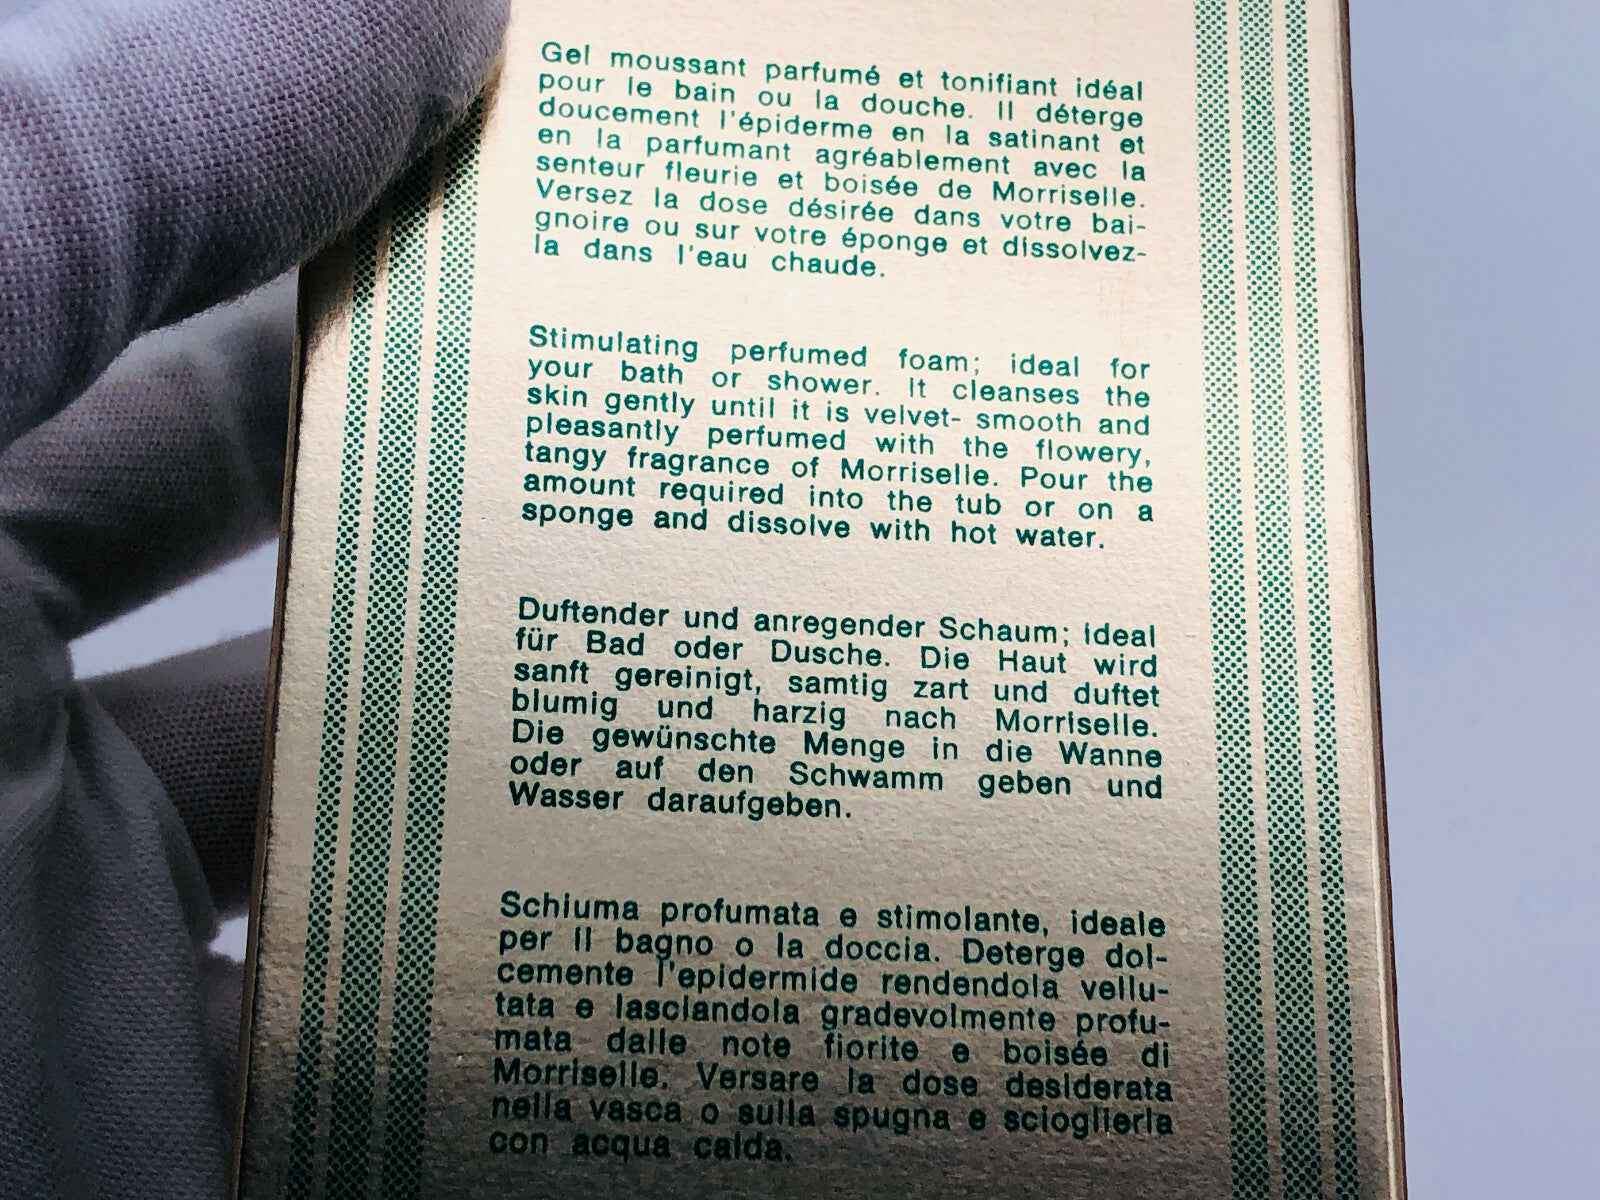 Gel moussant parfumé et tonifiant idéal
pour le bain ou la douche. Il déterge
doucement l'épiderme en la satinant et
en la parfumant agréablement avec la
senteur fleurie et boisée de Morriselle.
Versez la dose désirée dans votre bai-
gnoire ou sur votre éponge et dissolvez-
la dans l'eau chaude.
Stimulating perfumed foam; ideal for
your bath or shower. It cleanses the
skin gently until it is velvet- smooth and
pleasantly perfumed with the flowery,
tangy fragrance of Morriselle. Pour the
amount required into the tub or on a
sponge and dissolve with hot water.
Duftender und anregender Schaum; ideal
für Bad oder Dusche. Die Haut wird
sanft gereinigt, samtig zart und duftet
blumig und harzig nach Morriselle.
Die gewünschte Menge in die Wanne
oder auf den Schwamm geben und
Wasser daraufgeben.
Schiuma profumata e stimolante, ideale
per il bagno o la doccia. Deterge dol-
cemente l'epidermide rendendola vellu-
tata e lasciandola gradevolmente profu-
mata dalle note fiorite e boisée di
Morriselle. Versare la dose desiderata
nella vasca o sulla spugna e scioglierla
con acqua calda.